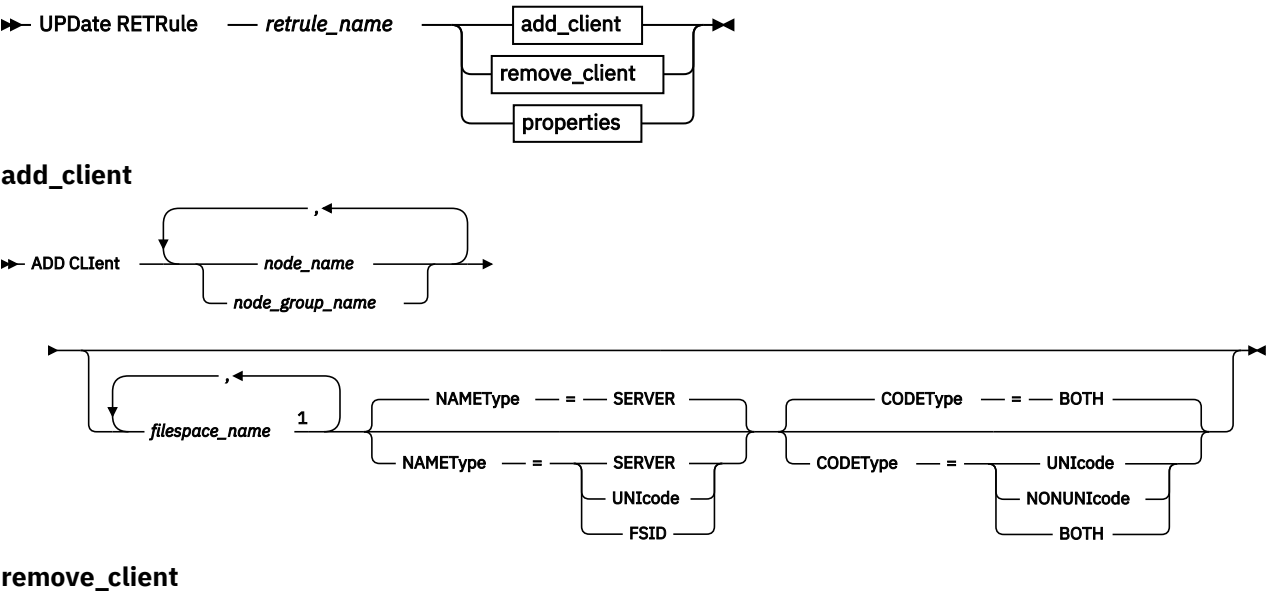 UPDate RETRule — retrule_name — add_client
remove_client
properties
add_client
,
ADD CLIent — node_name
node_group_name
,
NAMEType — = — SERVER CODEType — = — BOTH
filespace_name 1
NAMEType — = — SERVER CODEType — = — UNIcode
UNIcode NONUNIcode
FSID BOTH
remove_client